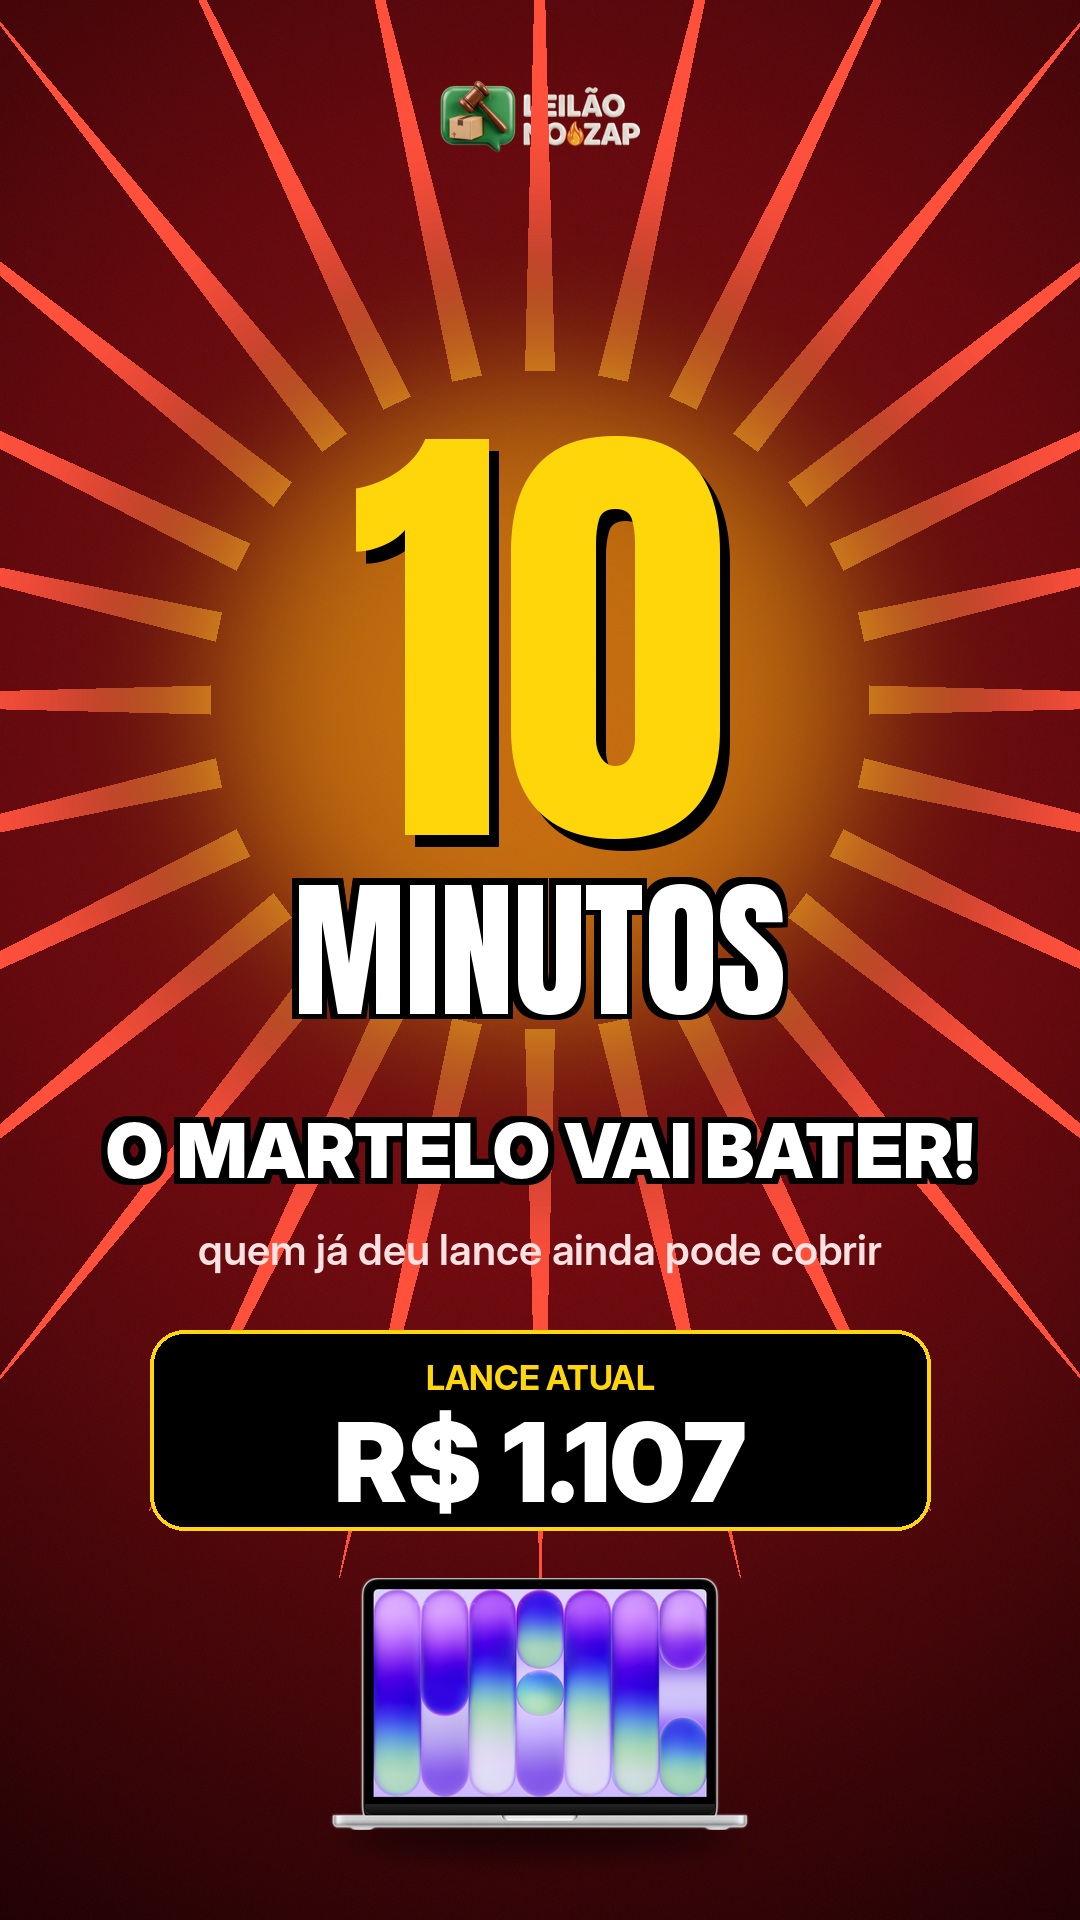 LEILÃO
NO ZAP
10
MINUTOS
O MARTELO VAI BATER!
quem já deu lance ainda pode cobrir
LANCE ATUAL
R$ 1.107